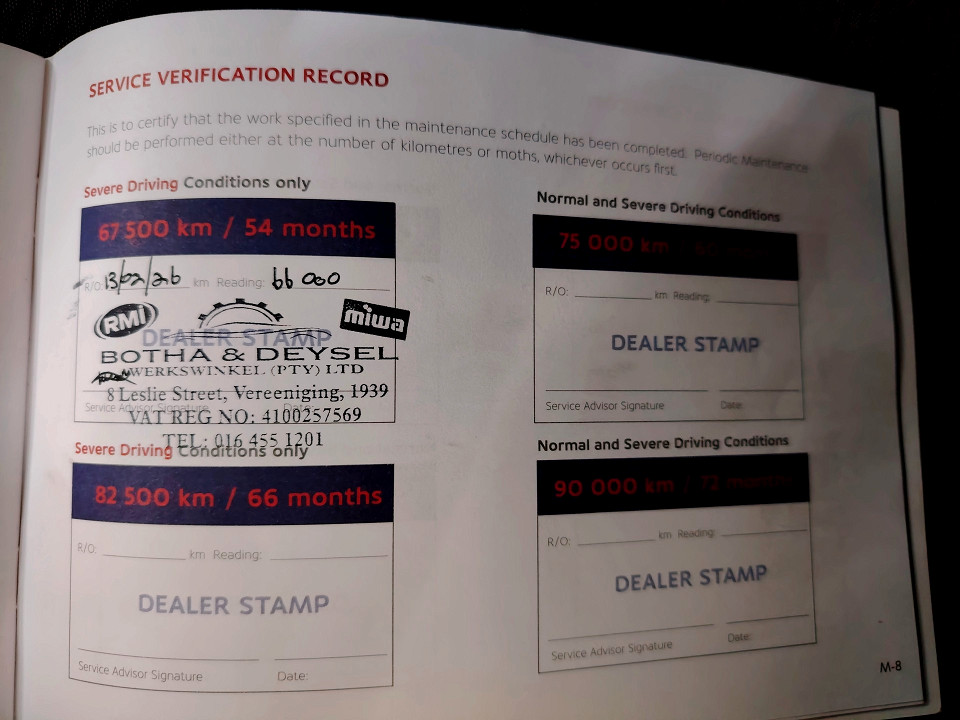 SERVICE VERIFICATION RECORD
This is to certify that the work specified in the maintenance schedule has been completed. Periodic Maintenance
should be performed either at the number of kilometres or moths, whichever occurs first.
Severe Driving Conditions only
67 500 km / 54 months
R/O: 13/02/26 km Reading: 66 000
RMI
miwa
DEALER STAMP
BOTHA & DEYSEL
WERKSWINKEL (PTY) LTD
8 Leslie Street, Vereeniging, 1939
Service Advisor Signature Date:
VAT REG NO: 4100257569
TEL: 016 455 1201
Normal and Severe Driving Conditions
75 000 km / 60 months
R/O: km Reading:
DEALER STAMP
Service Advisor Signature Date:
Severe Driving Conditions only
82 500 km / 66 months
R/O: km Reading:
DEALER STAMP
Service Advisor Signature Date:
Normal and Severe Driving Conditions
90 000 km / 72 months
R/O: km Reading:
DEALER STAMP
Service Advisor Signature Date:
M-8